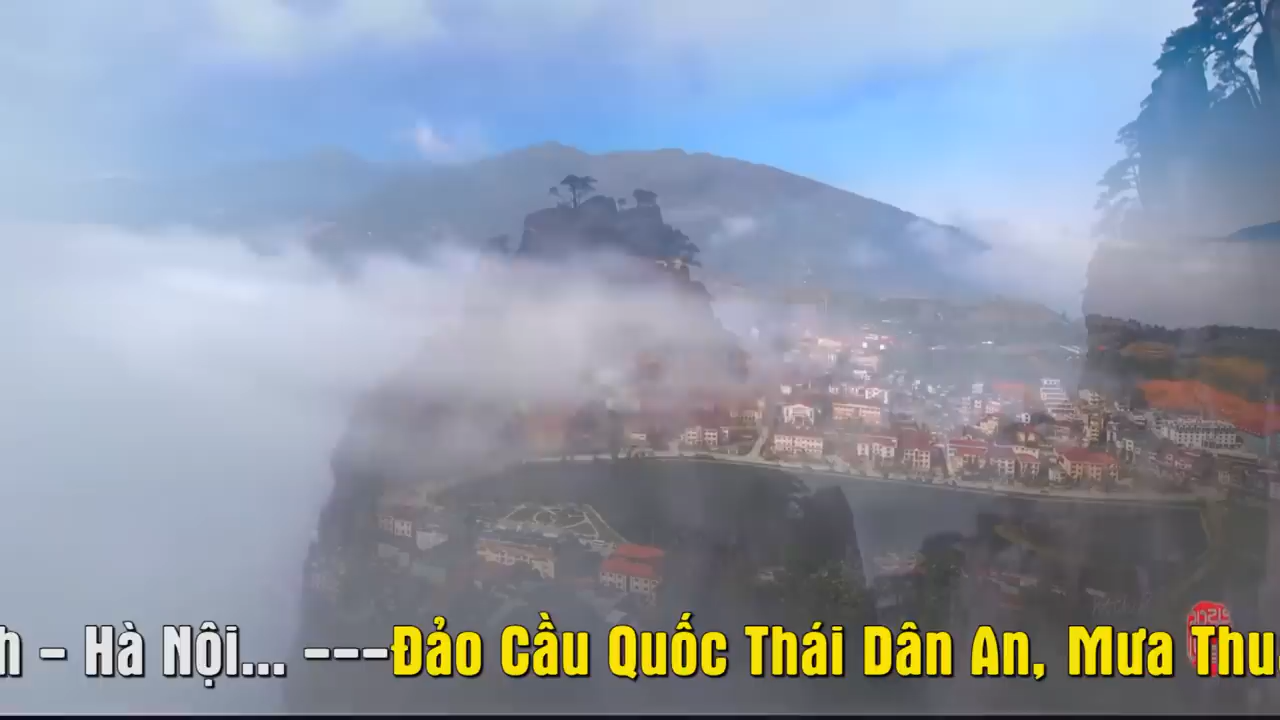 – Hà Nội... ---Đảo Cầu Quốc Thái Dân An, Mưa